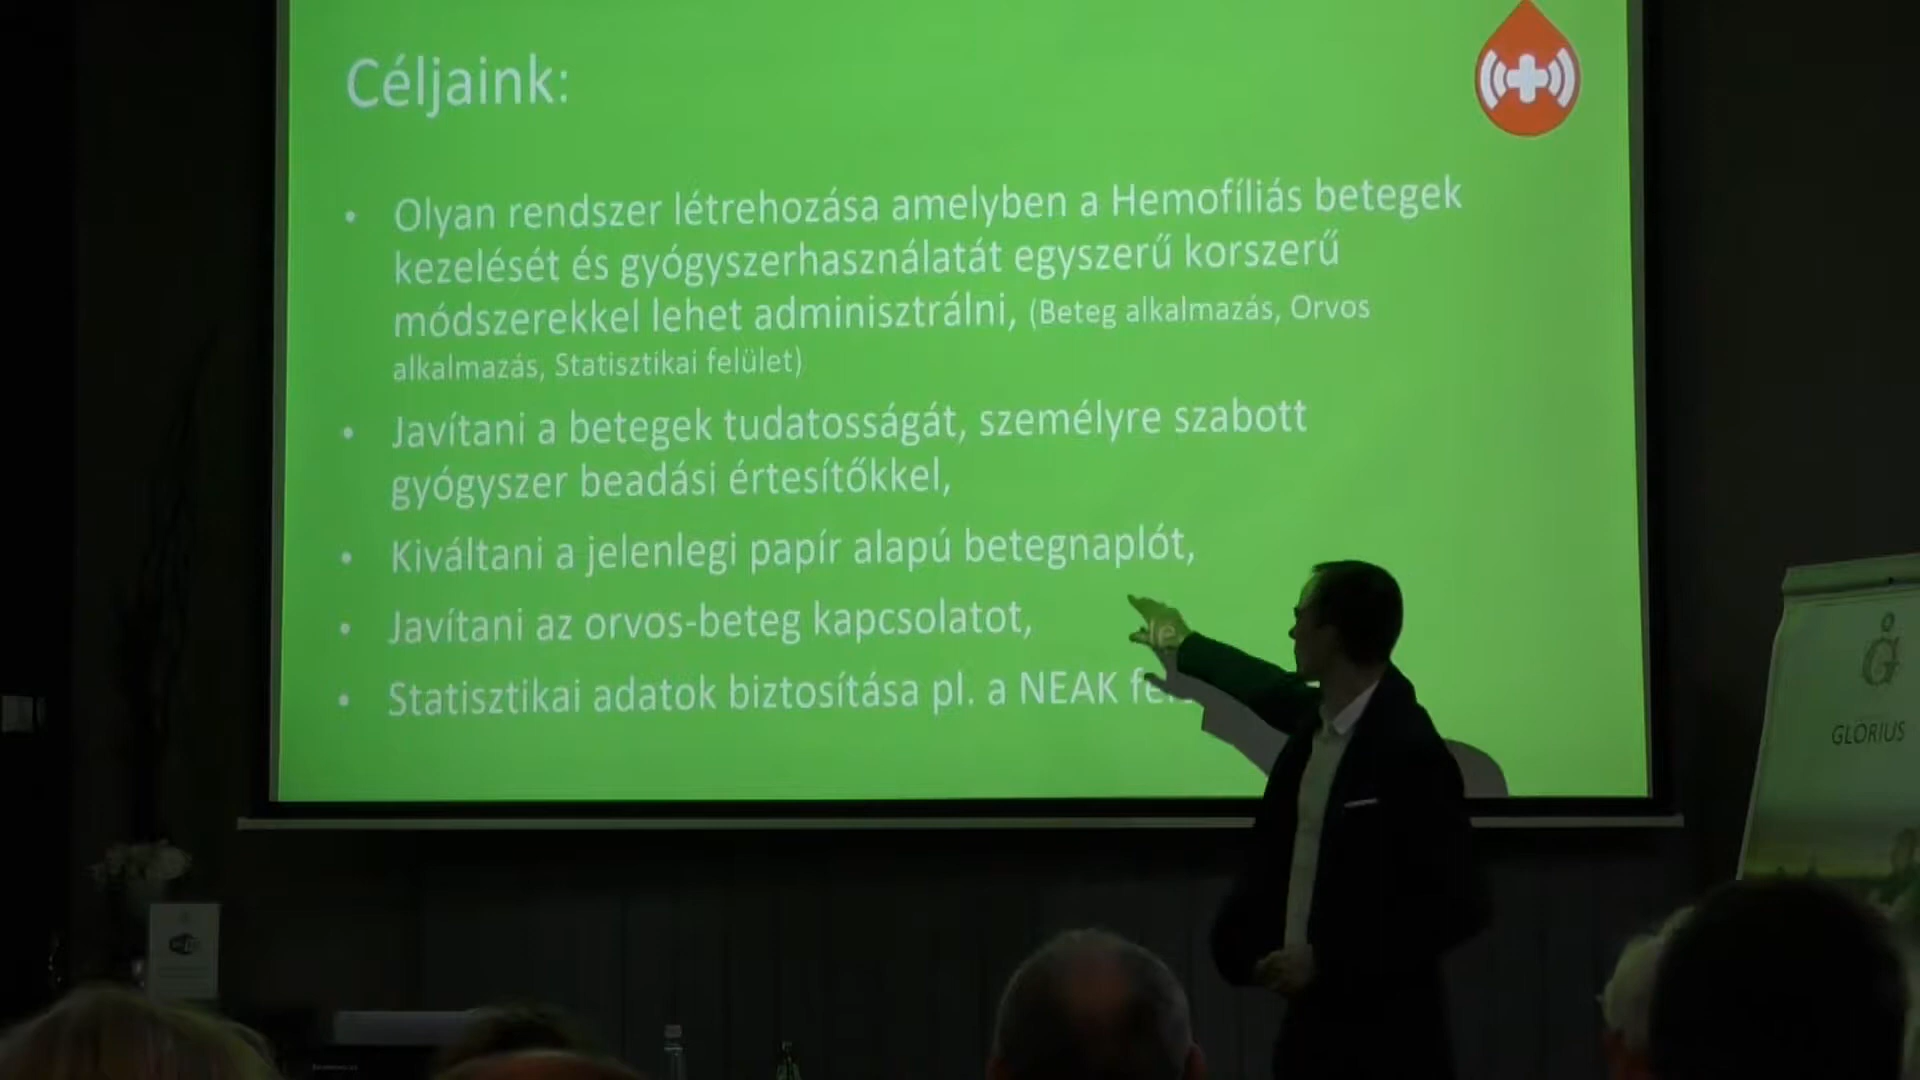 Céljaink:
• Olyan rendszer létrehozása amelyben a Hemofíliás betegek
kezelését és gyógyszerhasználatát egyszerű korszerű
módszerekkel lehet adminisztrálni, (Beteg alkalmazás, Orvos
alkalmazás, Statisztikai felület)
• Javítani a betegek tudatosságát, személyre szabott
gyógyszer beadási értesítőkkel,
• Kiváltani a jelenlegi papír alapú betegnaplót,
• Javítani az orvos-beteg kapcsolatot,
• Statisztikai adatok biztosítása pl. a NEAK
GLÓRIUS